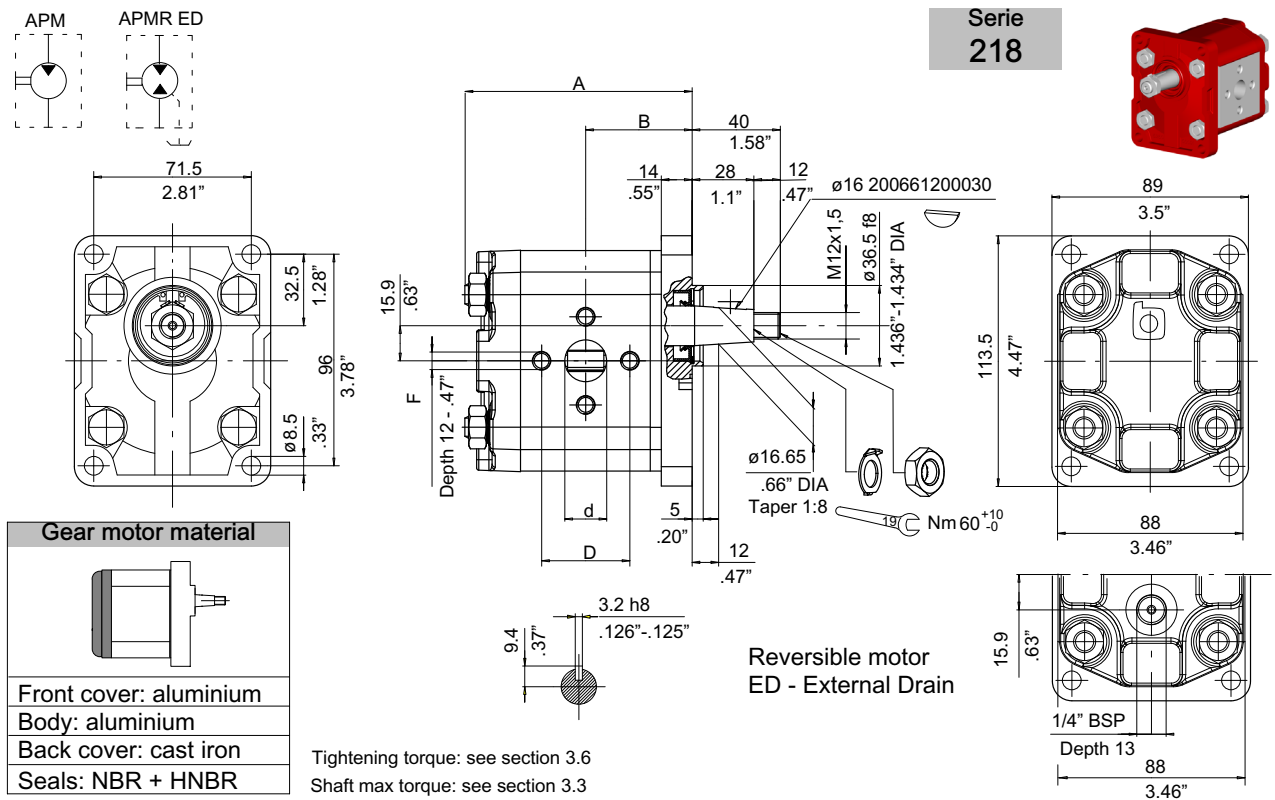 APM
APMR ED
Serie
218
A
B
40
1.58”
14
.55”
28
1.1”
12
.47”
ø16 200661200030
M12x1,5
ø36.5 f8
1.436”-1.434” DIA
71.5
2.81”
32.5
1.28”
96
3.78”
ø8.5
.33”
15.9
.63”
F
Depth 12 - .47”
d
D
5
.20”
12
.47”
ø16.65
.66” DIA
Taper 1:8
19
Nm 60 +10 -0
89
3.5”
113.5
4.47”
88
3.46”
Gear motor material
Front cover: aluminium
Body: aluminium
Back cover: cast iron
Seals: NBR + HNBR
3.2 h8
.126”-.125”
9.4
.37”
Tightening torque: see section 3.6
Shaft max torque: see section 3.3
Reversible motor
ED - External Drain
15.9
.63”
1/4” BSP
Depth 13
88
3.46”